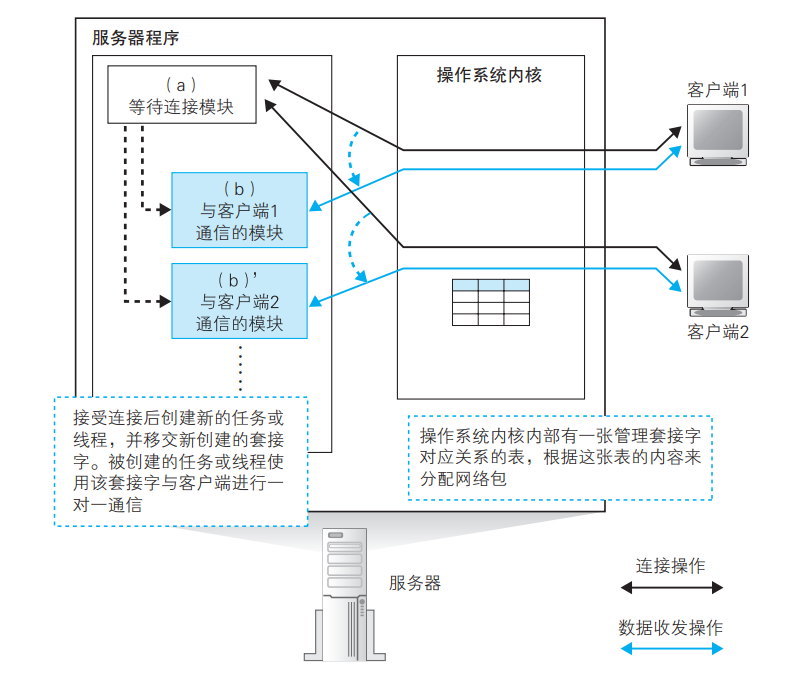 服务器程序
（a）
等待连接模块
（b）
与客户端1
通信的模块
（b）’
与客户端2
通信的模块
操作系统内核
客户端1
客户端2
接受连接后创建新的任务或
线程，并移交新创建的套接
字。被创建的任务或线程使
用该套接字与客户端进行一
对一通信
操作系统内核内部有一张管理套接字
对应关系的表，根据这张表的内容来
分配网络包
服务器
连接操作
数据收发操作